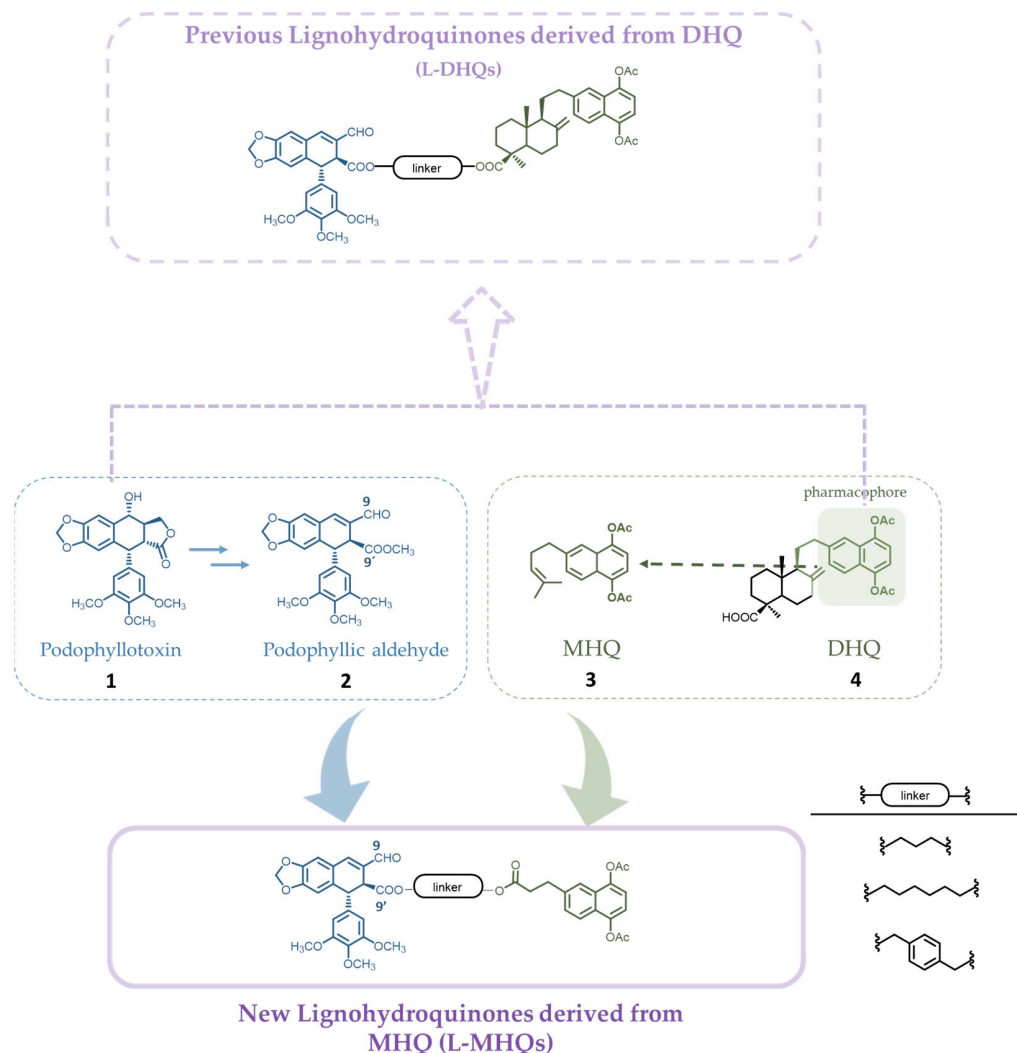 Previous Lignohydroquinones derived from DHQ
(L-DHQs)
OAc
OAc
CHO
O
O
COO
linker
OOC
H₃CO
OCH₃
OCH₃
pharmacophore
OH
O
O
O
O
H₃CO
OCH₃
OCH₃
9
CHO
O
O
COOCH₃
9´
H₃CO
OCH₃
OCH₃
OAc
OAc
OAc
OAc
HOOC
Podophyllotoxin
1
Podophyllic aldehyde
2
MHQ
3
DHQ
4
linker
9
CHO
O
O
COO
9'
linker
O
O
OAc
OAc
H₃CO
OCH₃
OCH₃
New Lignohydroquinones derived from
MHQ (L-MHQs)